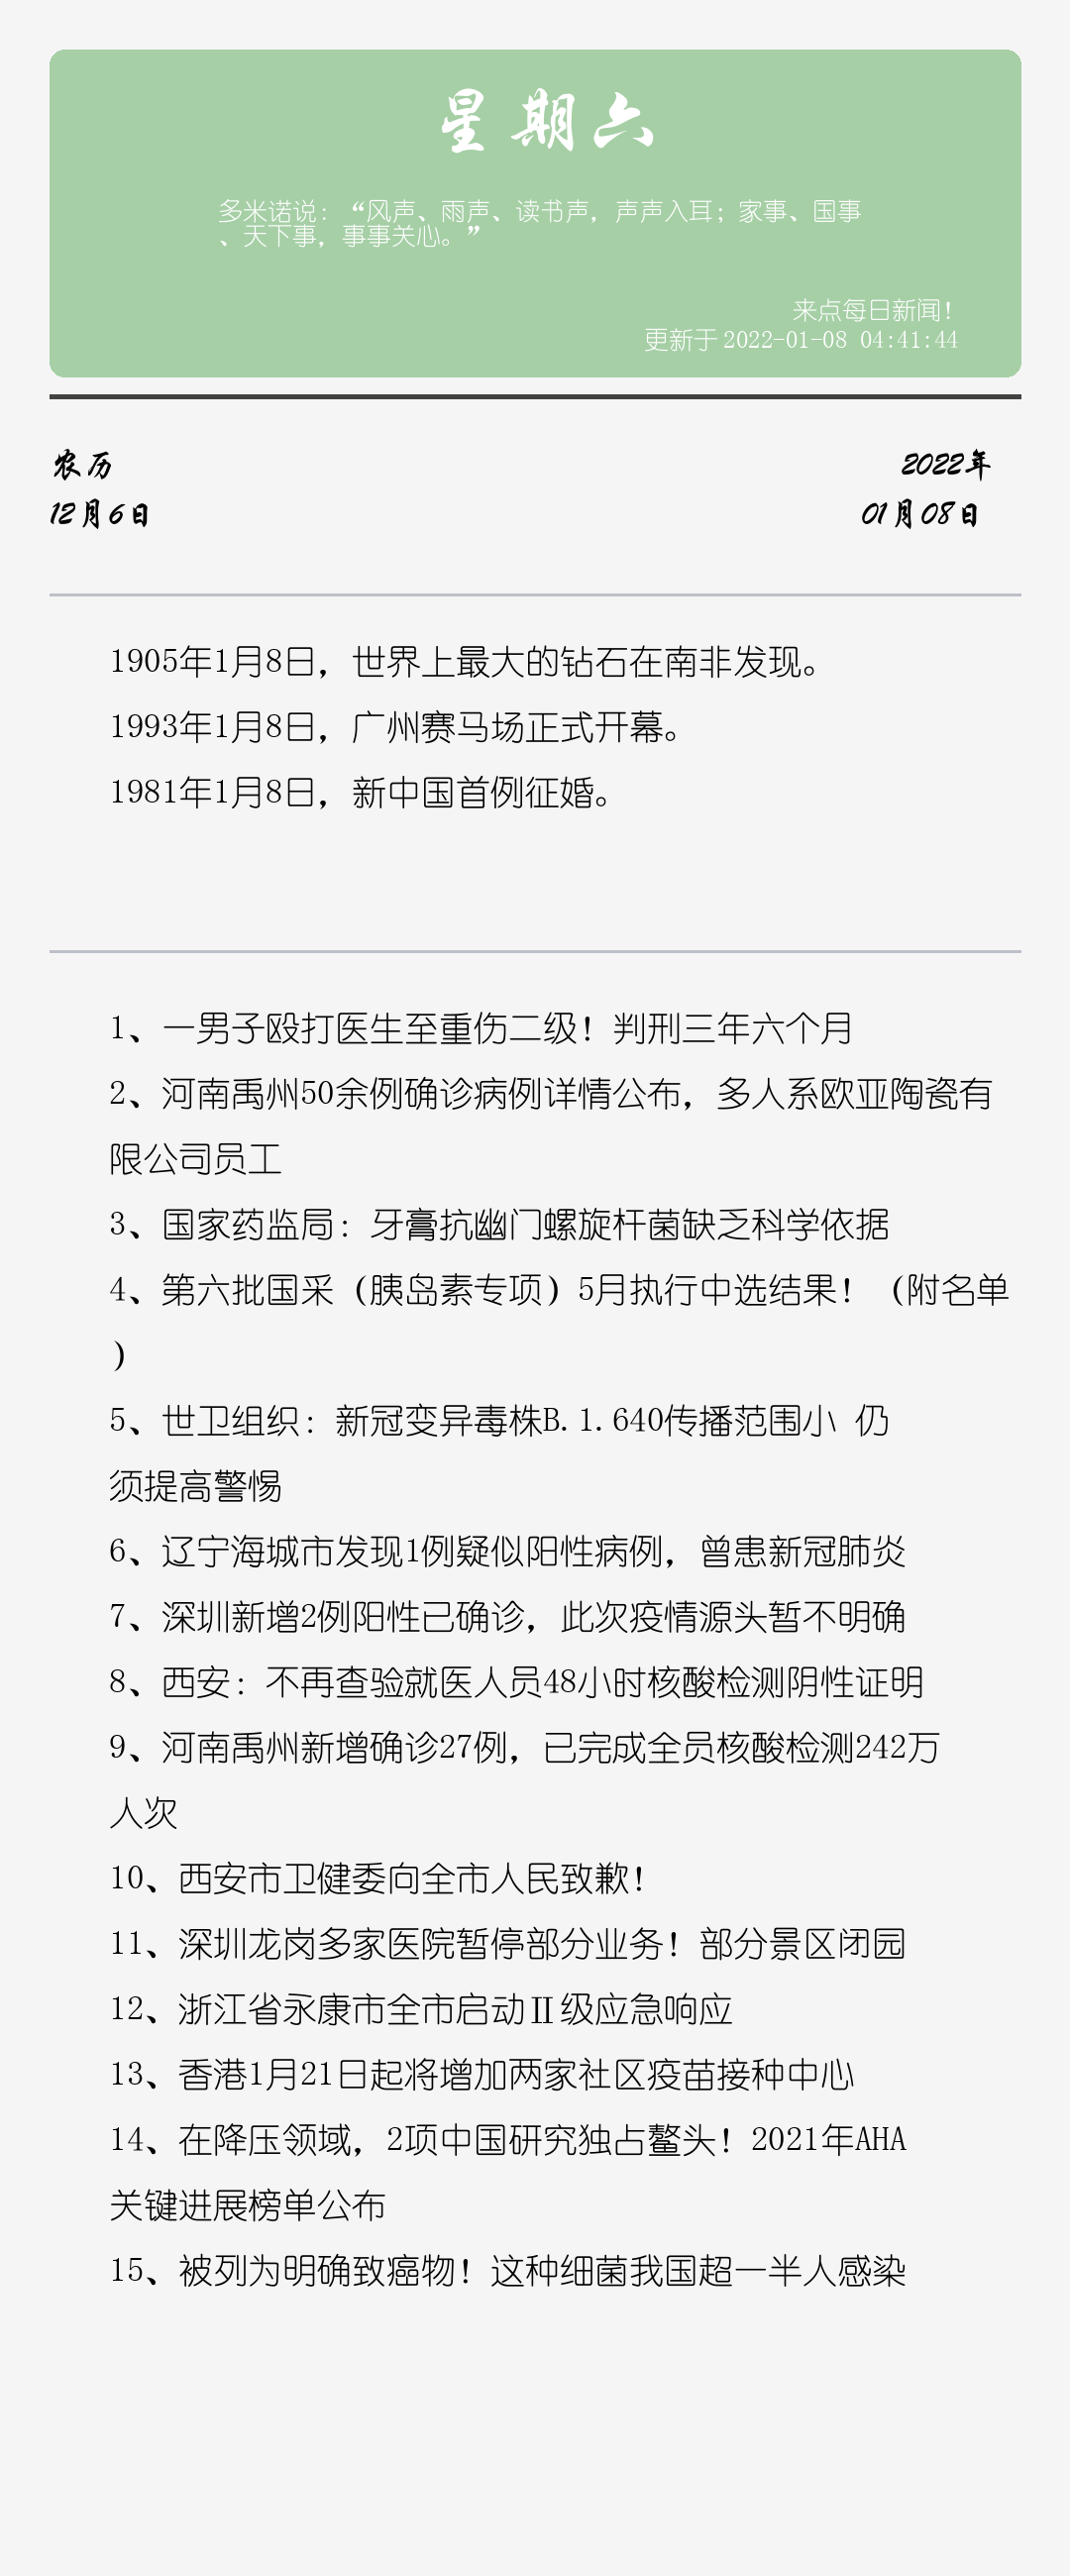 星期六
多米诺说：“风声、雨声、读书声，声声入耳；家事、国事
、天下事，事事关心。”
来点每日新闻！
更新于2022-01-08 04:41:44
农历
2022年
12月6日
01月08日
1905年1月8日，世界上最大的钻石在南非发现。
1993年1月8日，广州赛马场正式开幕。
1981年1月8日，新中国首例征婚。
1、一男子殴打医生至重伤二级！判刑三年六个月
2、河南禹州50余例确诊病例详情公布，多人系欧亚陶瓷有
限公司员工
3、国家药监局：牙膏抗幽门螺旋杆菌缺乏科学依据
4、第六批国采（胰岛素专项）5月执行中选结果！（附名单
）
5、世卫组织：新冠变异毒株B.1.640传播范围小 仍
须提高警惕
6、辽宁海城市发现1例疑似阳性病例，曾患新冠肺炎
7、深圳新增2例阳性已确诊，此次疫情源头暂不明确
8、西安：不再查验就医人员48小时核酸检测阴性证明
9、河南禹州新增确诊27例，已完成全员核酸检测242万
人次
10、西安市卫健委向全市人民致歉！
11、深圳龙岗多家医院暂停部分业务！部分景区闭园
12、浙江省永康市全市启动Ⅱ级应急响应
13、香港1月21日起将增加两家社区疫苗接种中心
14、在降压领域，2项中国研究独占鳌头！2021年AHA
关键进展榜单公布
15、被列为明确致癌物！这种细菌我国超一半人感染